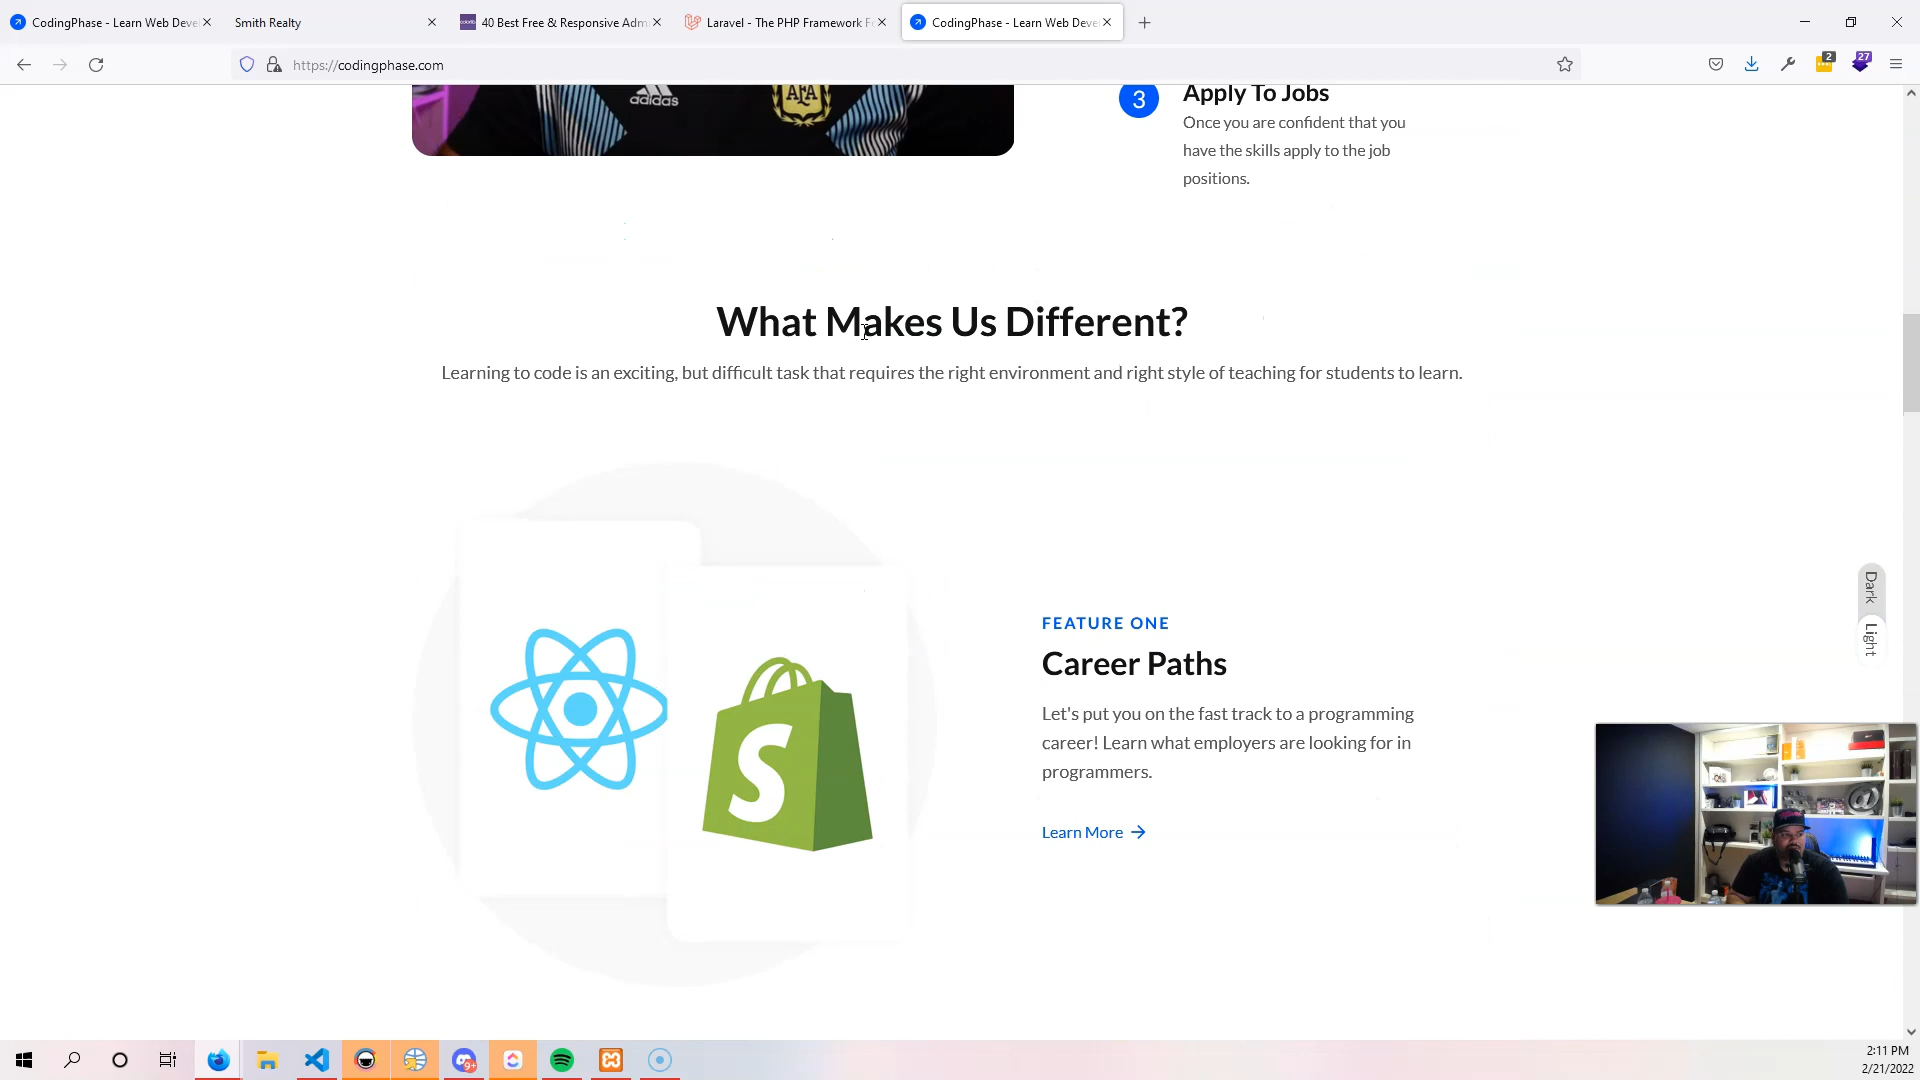 CodingPhase - Learn Web Deve
Smith Realty
40 Best Free & Responsive Adm
Laravel - The PHP Framework F
CodingPhase - Learn Web Deve
https://codingphase.com
2
27
adidas
AFA
3
Apply To Jobs
Once you are confident that you
have the skills apply to the job
positions.
What Makes Us Different?
Learning to code is an exciting, but difficult task that requires the right environment and right style of teaching for students to learn.
Dark
Light
S
FEATURE ONE
Career Paths
Let's put you on the fast track to a programming
career! Learn what employers are looking for in
programmers.
Learn More →
@
9+
2:11 PM
2/21/2022